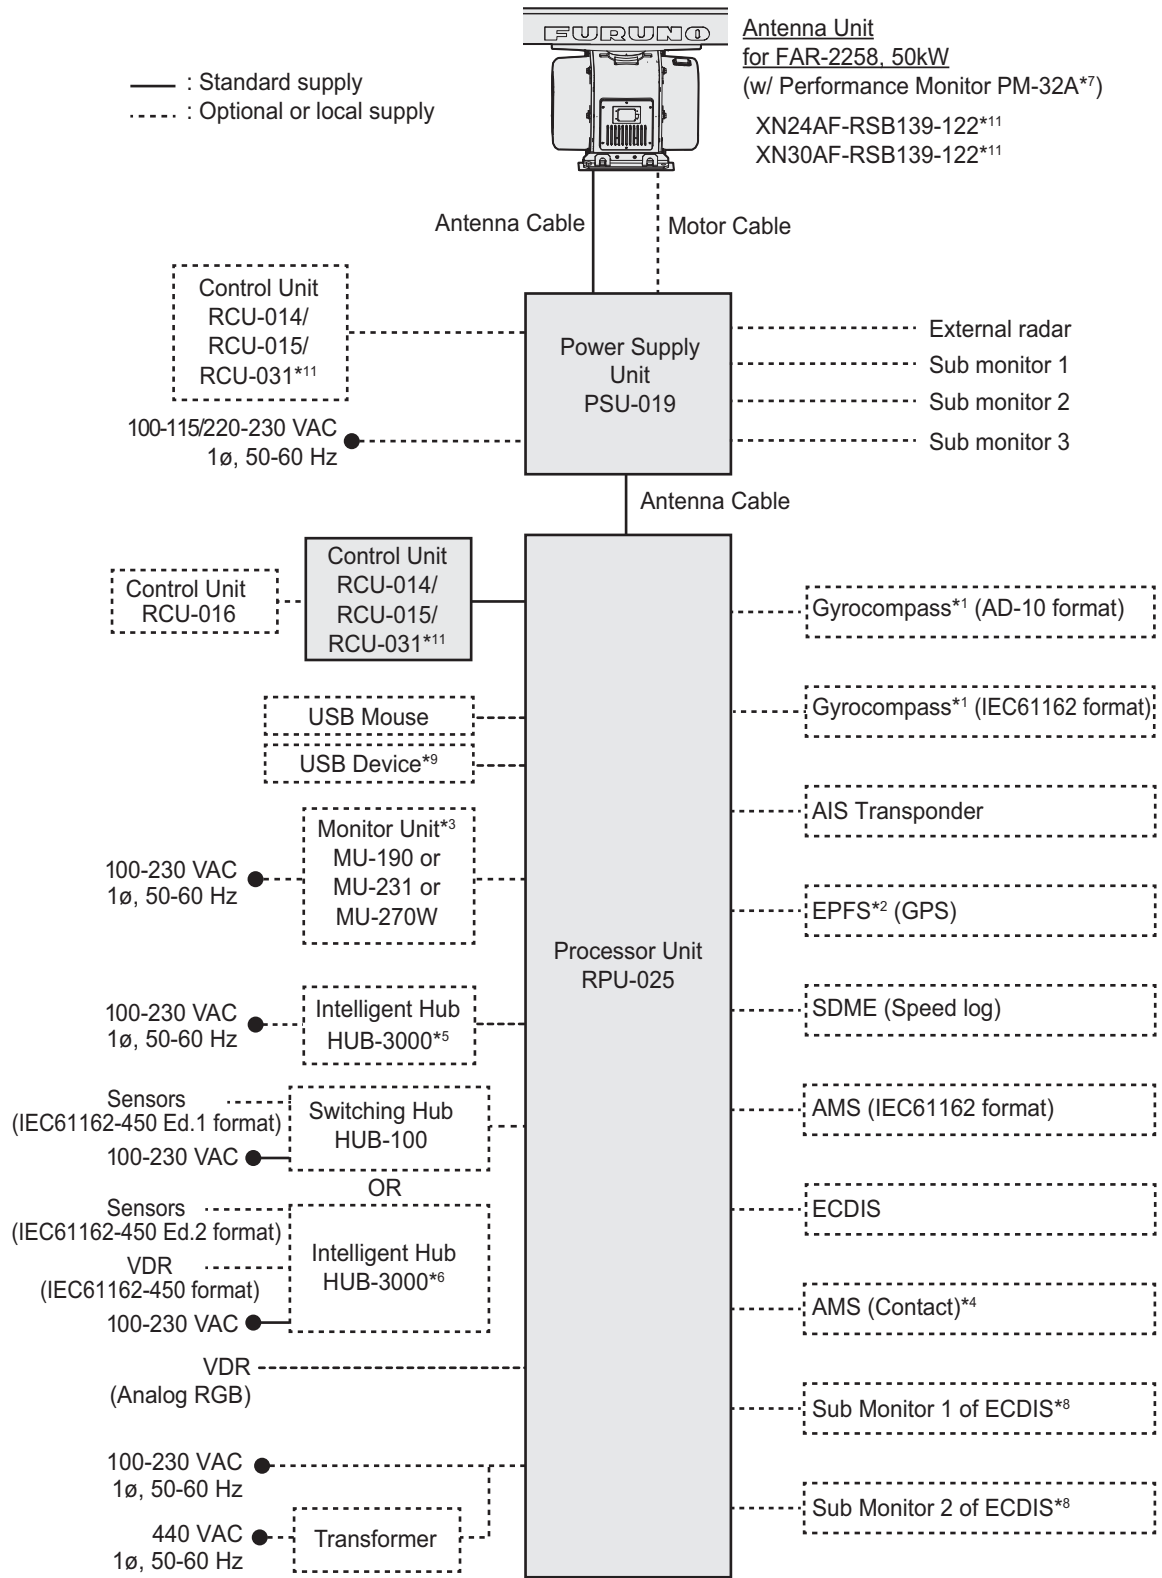 FURUNO
Antenna Unit
for FAR-2258, 50kW
(w/ Performance Monitor PM-32A*7)
XN24AF-RSB139-122*11
XN30AF-RSB139-122*11
: Standard supply
: Optional or local supply
Antenna Cable
Motor Cable
Control Unit
RCU-014/
RCU-015/
RCU-031*11
100-115/220-230 VAC
1ø, 50-60 Hz
Power Supply
Unit
PSU-019
External radar
Sub monitor 1
Sub monitor 2
Sub monitor 3
Antenna Cable
Control Unit
RCU-016
Control Unit
RCU-014/
RCU-015/
RCU-031*11
USB Mouse
USB Device*9
Monitor Unit*3
MU-190 or
MU-231 or
MU-270W
100-230 VAC
1ø, 50-60 Hz
Intelligent Hub
HUB-3000*5
100-230 VAC
1ø, 50-60 Hz
Sensors
(IEC61162-450 Ed.1 format)
100-230 VAC
Switching Hub
HUB-100
OR
Sensors
(IEC61162-450 Ed.2 format)
VDR
(IEC61162-450 format)
100-230 VAC
Intelligent Hub
HUB-3000*6
VDR
(Analog RGB)
100-230 VAC
1ø, 50-60 Hz
440 VAC
1ø, 50-60 Hz
Transformer
Processor Unit
RPU-025
Gyrocompass*1 (AD-10 format)
Gyrocompass*1 (IEC61162 format)
AIS Transponder
EPFS*2 (GPS)
SDME (Speed log)
AMS (IEC61162 format)
ECDIS
AMS (Contact)*4
Sub Monitor 1 of ECDIS*8
Sub Monitor 2 of ECDIS*8